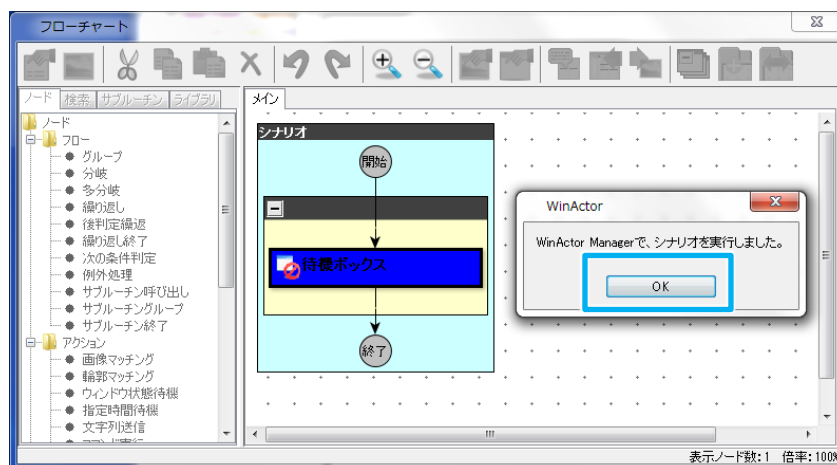 フローチャート
ノード 検索 サブルーチン ライブラリ
メイン
ノード
フロー
グループ
分岐
多分岐
繰り返し
後判定繰返
繰り返し終了
次の条件判定
例外処理
サブルーチン呼び出し
サブルーチングループ
サブルーチン終了
アクション
画像マッチング
輪郭マッチング
ウィンドウ状態待機
指定時間待機
文字列送信
シナリオ
開始
待機ボックス
終了
WinActor
WinActor Managerで、シナリオを実行しました。
OK
表示ノード数:1 倍率:100%